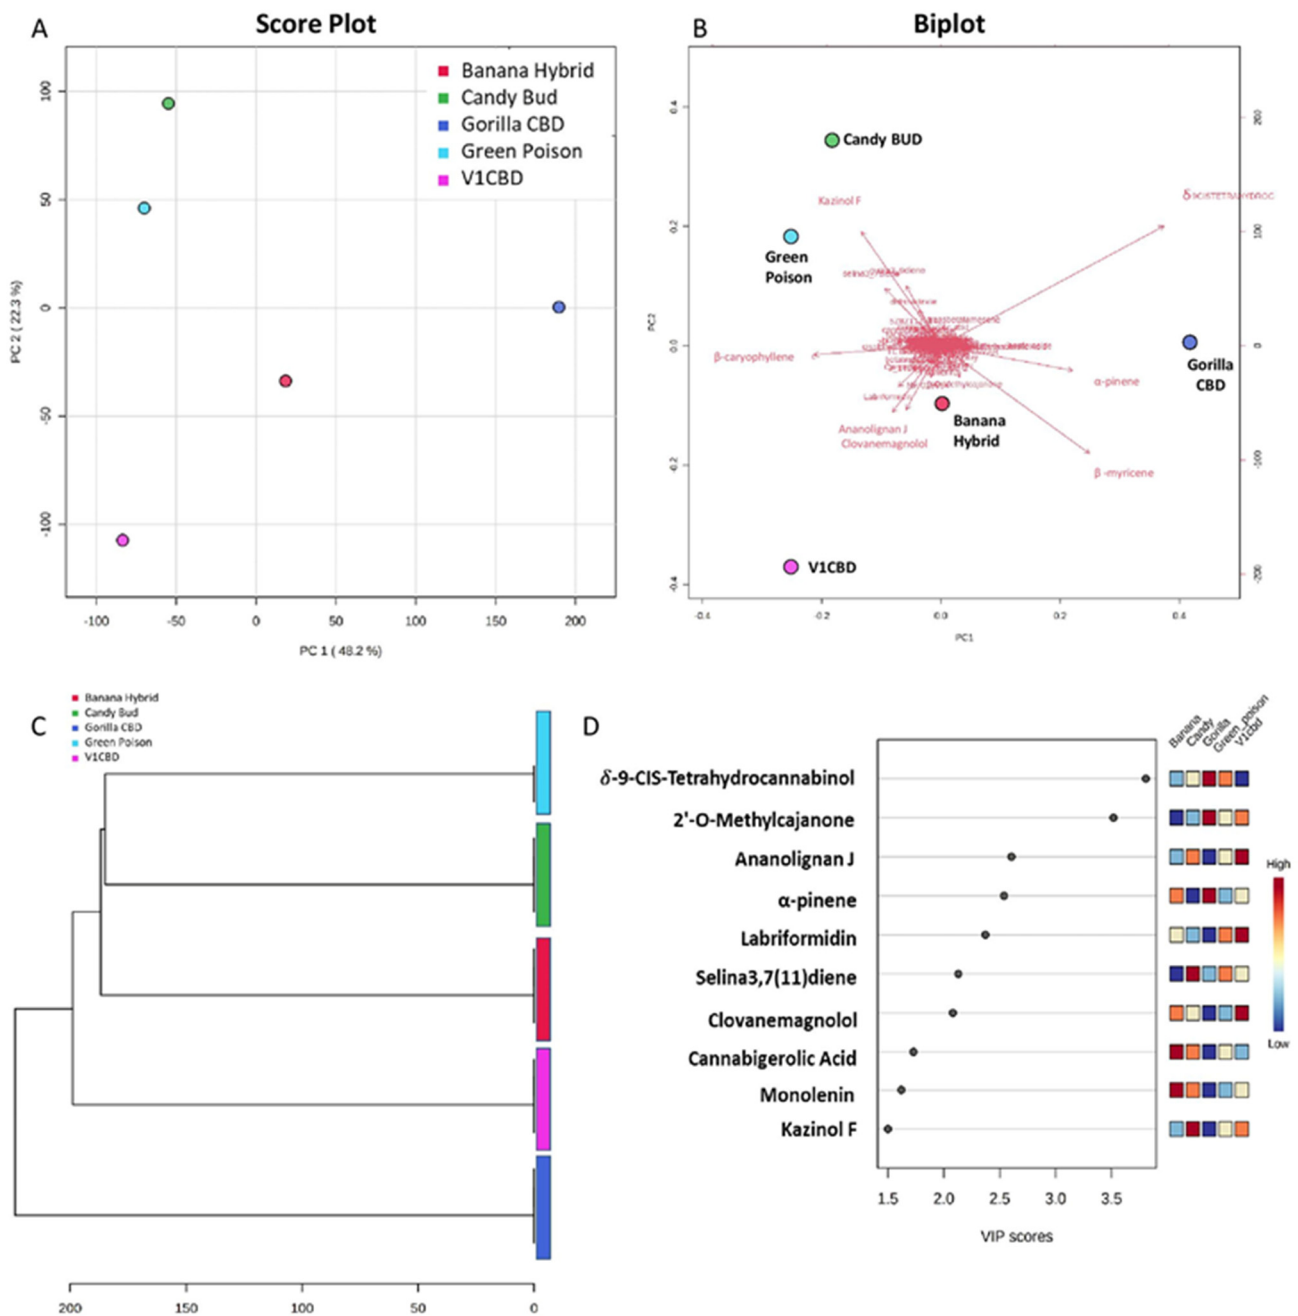 A
Score Plot
Banana Hybrid
Candy Bud
Gorilla CBD
Green Poison
V1CBD
100
50
0
-50
-100
PC 2 ( 22.3 %)
-100
-50
0
50
100
150
200
PC 1 ( 48.2 %)
B
Biplot
Candy BUD
Kazinol F
δ
Green
Poison
β-caryophyllene
α-pinene
Gorilla
CBD
Banana
Hybrid
Labriformidin
Ananolignan J
Clovanemagnolol
β -myricene
V1CBD
0.4
0.2
0.0
-0.2
-0.4
PC2
200
100
0
-100
-200
-0.4
-0.2
0.0
0.2
0.4
PC1
C
Banana Hybrid
Candy Bud
Gorilla CBD
Green Poison
V1CBD
200
150
100
50
0
D
Banana
Candy
Gorilla
Green_poison
V1cbd
δ-9-CIS-Tetrahydrocannabinol
2'-O-Methylcajanone
Ananolignan J
α-pinene
Labriformidin
Selina3,7(11)diene
Clovanemagnolol
Cannabigerolic Acid
Monolenin
Kazinol F
High
Low
1.5
2.0
2.5
3.0
3.5
VIP scores